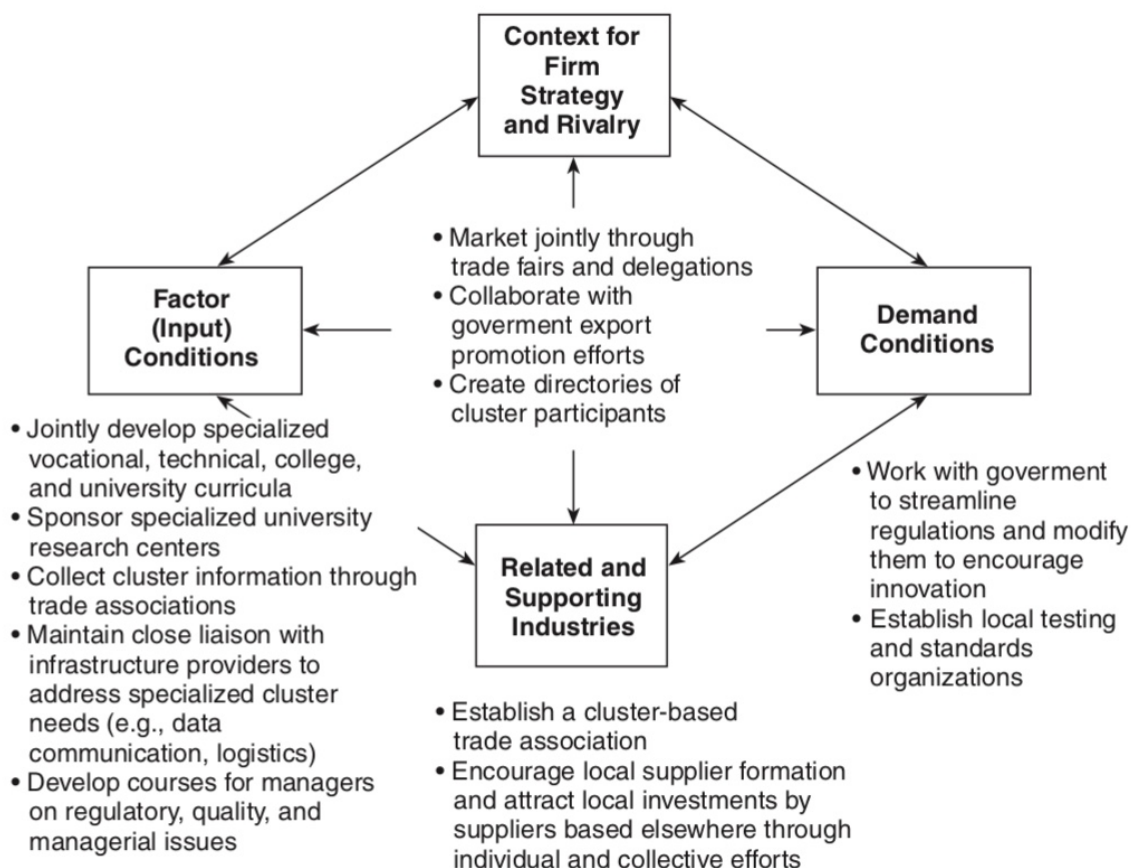 Context for
Firm
Strategy
and Rivalry
• Market jointly through
trade fairs and delegations
• Collaborate with
goverment export
promotion efforts
• Create directories of
cluster participants
Factor
(Input)
Conditions
Demand
Conditions
• Jointly develop specialized
vocational, technical, college,
and university curricula
• Sponsor specialized university
research centers
• Collect cluster information through
trade associations
• Maintain close liaison with
infrastructure providers to
address specialized cluster
needs (e.g., data
communication, logistics)
• Develop courses for managers
on regulatory, quality, and
managerial issues
Related and
Supporting
Industries
• Establish a cluster-based
trade association
• Encourage local supplier formation
and attract local investments by
suppliers based elsewhere through
individual and collective efforts
• Work with goverment
to streamline
regulations and modify
them to encourage
innovation
• Establish local testing
and standards
organizations